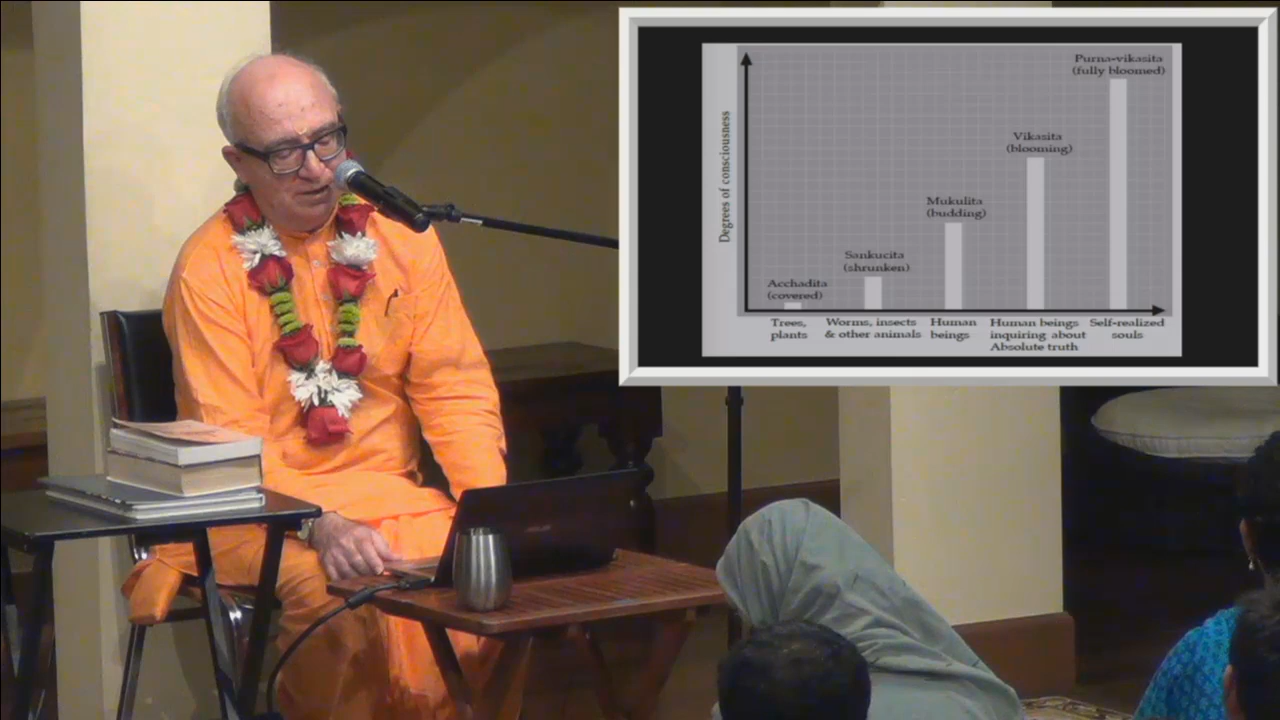 Purna-vikasita
(fully bloomed)
Vikasita
(blooming)
Mukulita
(budding)
Sankucita
(shrunken)
Acchadita
(covered)
Degrees of consciousness
Trees,
plants
Worms, insects
& other animals
Human
beings
Human beings
inquiring about
Absolute truth
Self-realized
souls